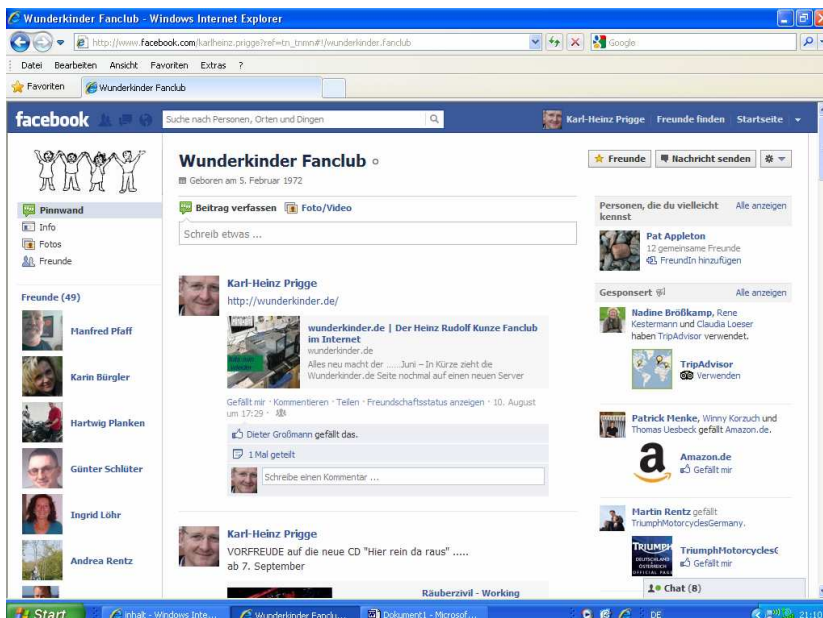 Wunderkinder Fanclub - Windows Internet Explorer
http://www.facebook.com/karlheinz.prigge?ref=tn_tnmn#!/wunderkinder.fanclub
Google
Datei Bearbeiten Ansicht Favoriten Extras ?
Favoriten
Wunderkinder Fanclub
facebook
Suche nach Personen, Orten und Dingen
Karl-Heinz Prigge
Freunde finden
Startseite
Wunderkinder Fanclub
Geboren am 5. Februar 1972
Freunde
Nachricht senden
Pinnwand
Info
Fotos
Freunde
Freunde (49)
Manfred Pfaff
Karin Bürgler
Hartwig Planken
Günter Schlüter
Ingrid Löhr
Andrea Rentz
Beitrag verfassen
Foto/Video
Schreib etwas ...
Karl-Heinz Prigge
http://wunderkinder.de/
wunderkinder.de | Der Heinz Rudolf Kunze Fanclub
im Internet
wunderkinder.de
Alles neu macht der ......Juni – In Kürze zieht die
Wunderkinder.de Seite nochmal auf einen neuen Server
Gefällt mir · Kommentieren · Teilen · Freundschaftsstatus anzeigen · 10. August
um 17:29 ·
Dieter Großmann gefällt das.
1 Mal geteilt
Schreibe einen Kommentar ...
Karl-Heinz Prigge
VORFREUDE auf die neue CD "Hier rein da raus" .....
ab 7. September
Räuberzivil - Working
Personen, die du vielleicht
kennst
Alle anzeigen
Pat Appleton
12 gemeinsame Freunde
FreundIn hinzufügen
Gesponsert
Alle anzeigen
Nadine Brößkamp, Rene
Kestermann und Claudia Loeser
haben TripAdvisor verwendet.
TripAdvisor
Verwenden
Patrick Menke, Winny Korzuch und
Thomas Uesbeck gefällt Amazon.de.
a
Amazon.de
Gefällt mir
Martin Rentz gefällt
TriumphMotorcyclesGermany.
TRIUMPH
DEUTSCHLAND
ÖSTERREICH
OFFICIAL PAGE
TriumphMotorcyclesG
Gefällt mir
Chat (8)
Start
Inhalt - Windows Inte...
Wunderkinder Fanclu...
Dokument1 - Microsof...
DE
21:10